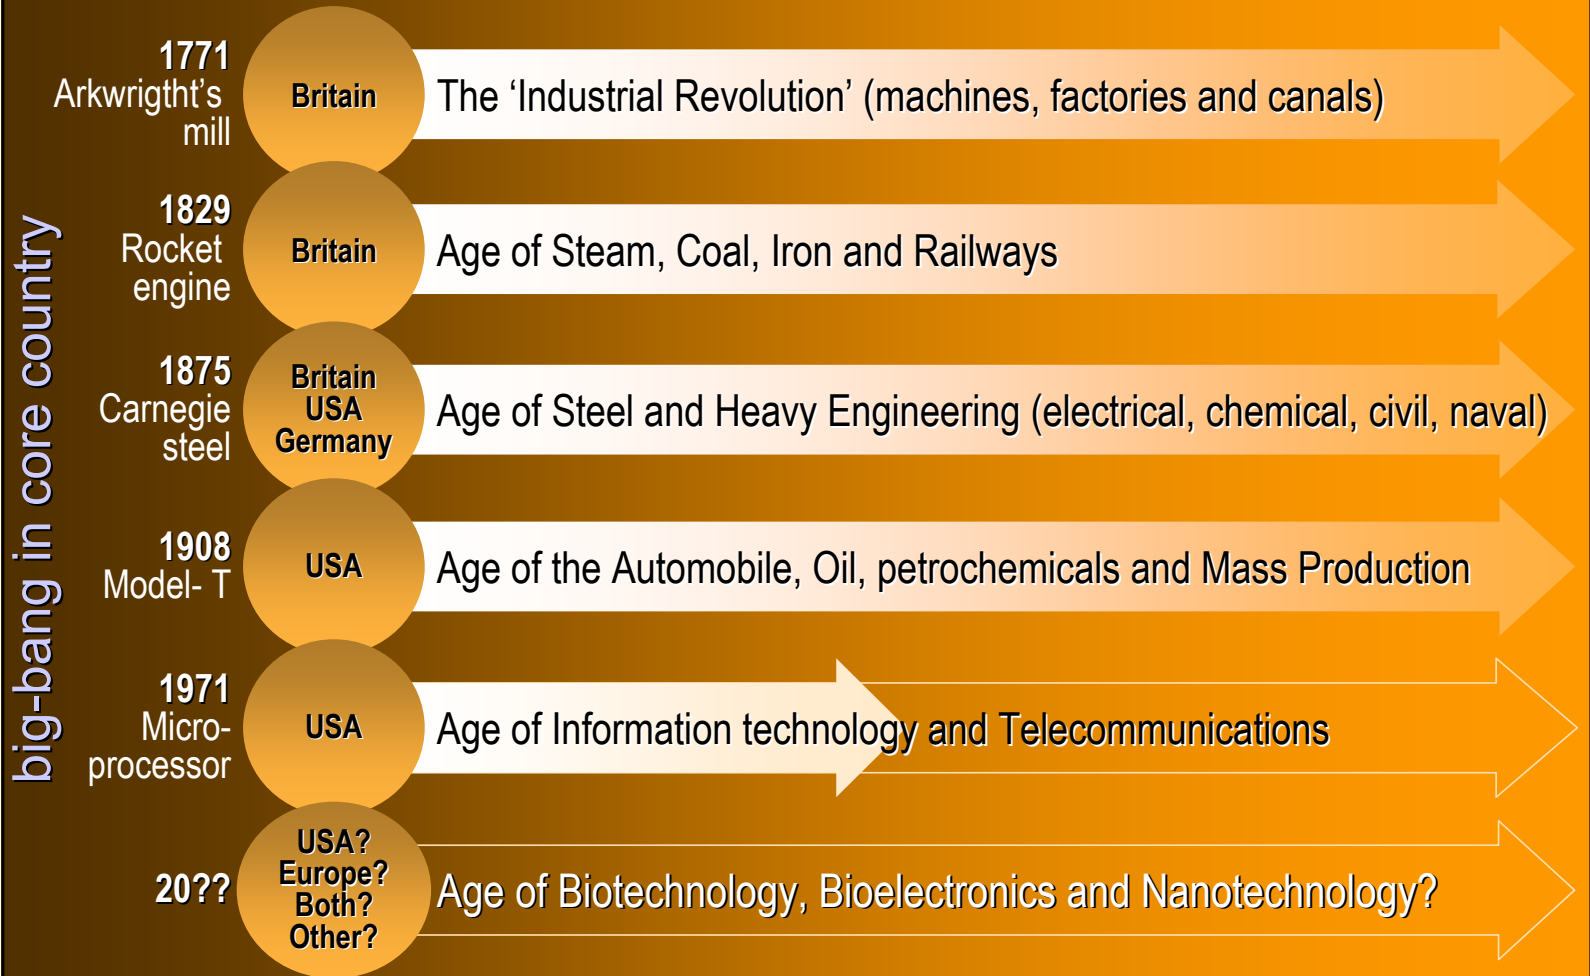 big-bang in core country
1771
Arkwrigtht's
mill
Britain
The ‘Industrial Revolution’ (machines, factories and canals)
1829
Rocket
engine
Britain
Age of Steam, Coal, Iron and Railways
1875
Carnegie
steel
Britain
USA
Germany
Age of Steel and Heavy Engineering (electrical, chemical, civil, naval)
1908
Model- T
USA
Age of the Automobile, Oil, petrochemicals and Mass Production
1971
Micro-
processor
USA
Age of Information technology and Telecommunications
20??
USA?
Europe?
Both?
Other?
Age of Biotechnology, Bioelectronics and Nanotechnology?